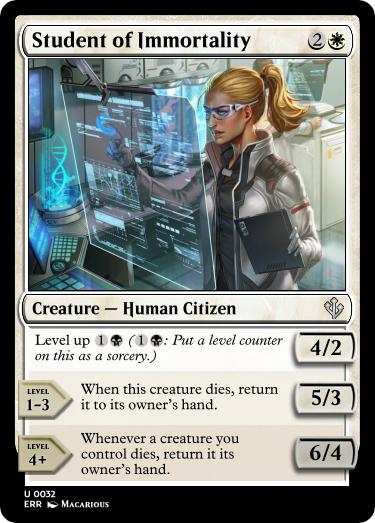 Student of Immortality 2
Creature — Human Citizen
Level up 1 (1 : Put a level counter
on this as a sorcery.)
4/2
LEVEL
1-3
When this creature dies, return
it to its owner's hand.
5/3
LEVEL
4+
Whenever a creature you
control dies, return it its
owner's hand.
6/4
U 0032
ERR Macarious